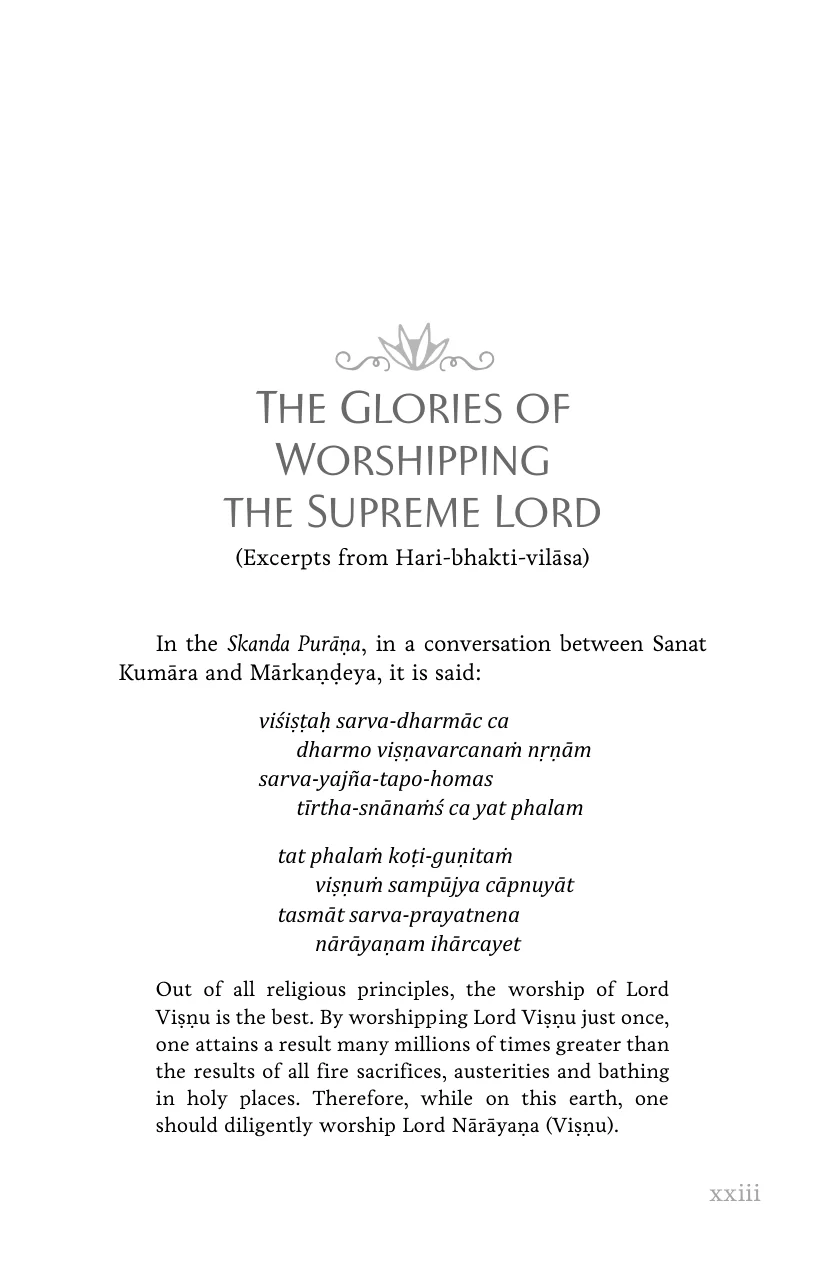 The Glories of
Worshipping
the Supreme Lord
(Excerpts from Hari-bhakti-vilāsa)
In the Skanda Purāṇa, in a conversation between Sanat
Kumāra and Mārkaṇḍeya, it is said:
viśiṣṭaḥ sarva-dharmāc ca
dharmo viṣṇavarcanaṁ nṛṇām
sarva-yajña-tapo-homas
tīrtha-snānaṁś ca yat phalam
tat phalaṁ koṭi-guṇitaṁ
viṣṇuṁ sampūjya cāpnuyāt
tasmāt sarva-prayatnena
nārāyaṇam ihārcayet
Out of all religious principles, the worship of Lord
Viṣṇu is the best. By worshipping Lord Viṣṇu just once,
one attains a result many millions of times greater than
the results of all fire sacrifices, austerities and bathing
in holy places. Therefore, while on this earth, one
should diligently worship Lord Nārāyaṇa (Viṣṇu).
xxiii